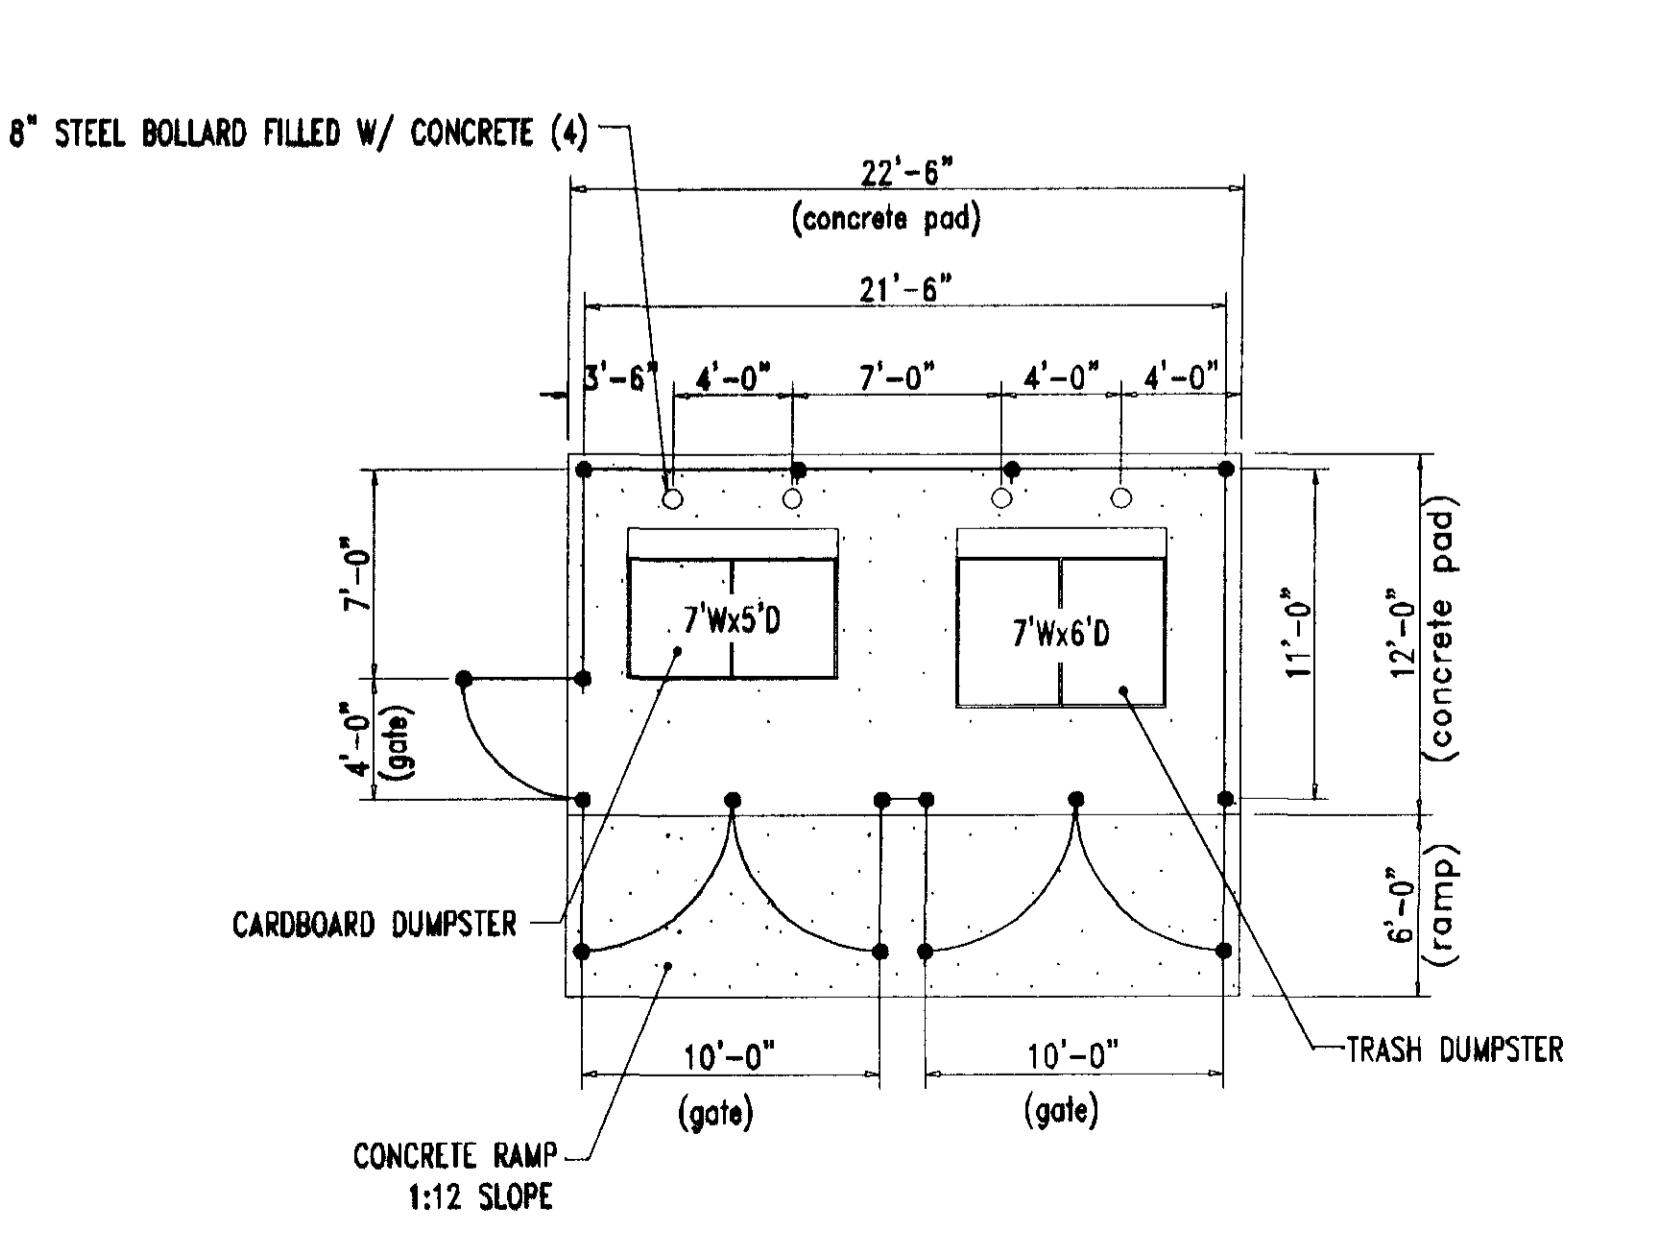 8" STEEL BOLLARD FILLED W/ CONCRETE (4)
22'-6"
(concrete pad)
21'-6"
3'-6"
4'-0"
7'-0"
4'-0"
4'-0"
7'-0"
4'-0"
(gate)
7'Wx5'D
7'Wx6'D
11'-0"
12'-0"
(concrete pad)
6'-0"
(ramp)
CARDBOARD DUMPSTER
10'-0"
(gate)
10'-0"
(gate)
TRASH DUMPSTER
CONCRETE RAMP
1:12 SLOPE